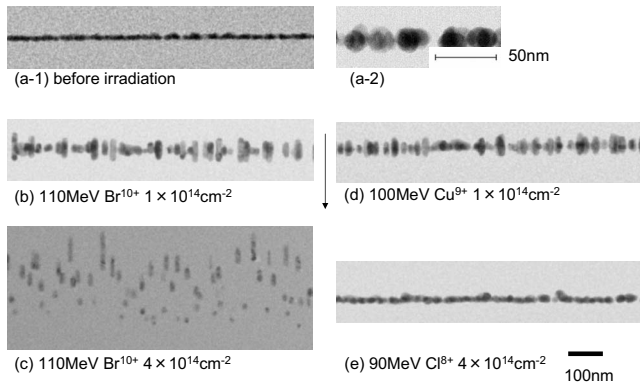 (a-1) before irradiation
(a-2)
50nm
(b) 110MeV Br¹⁰⁺ 1×10¹⁴cm⁻²
(d) 100MeV Cu⁹⁺ 1×10¹⁴cm⁻²
(c) 110MeV Br¹⁰⁺ 4×10¹⁴cm⁻²
(e) 90MeV Cl⁸⁺ 4×10¹⁴cm⁻²
100nm